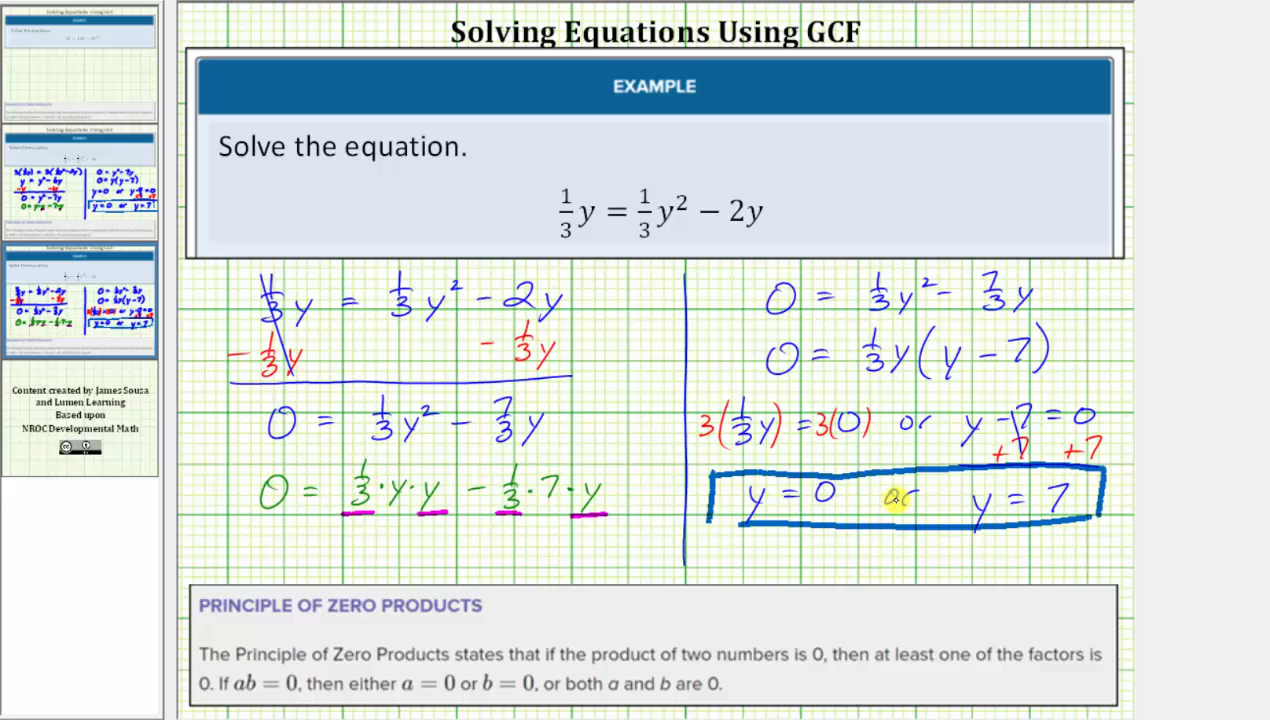 Solving Equations Using GCF
EXAMPLE
Solve the equation.
1/3 y = 1/3 y² − 2y
1/3 y = 1/3 y² − 2y
− 1/3 y − 1/3 y
0 = 1/3 y² − 7/3 y
0 = 1/3 · y · y − 1/3 · 7 · y
0 = 1/3 y² − 7/3 y
0 = 1/3 y (y − 7)
3(1/3 y) = 3(0) or y − 7 = 0
+7 +7
y = 0 or y = 7
PRINCIPLE OF ZERO PRODUCTS
The Principle of Zero Products states that if the product of two numbers is 0, then at least one of the factors is
0. If ab = 0, then either a = 0 or b = 0, or both a and b are 0.
Content created by James Sousa
and Lumen Learning
Based upon
NROC Developmental Math